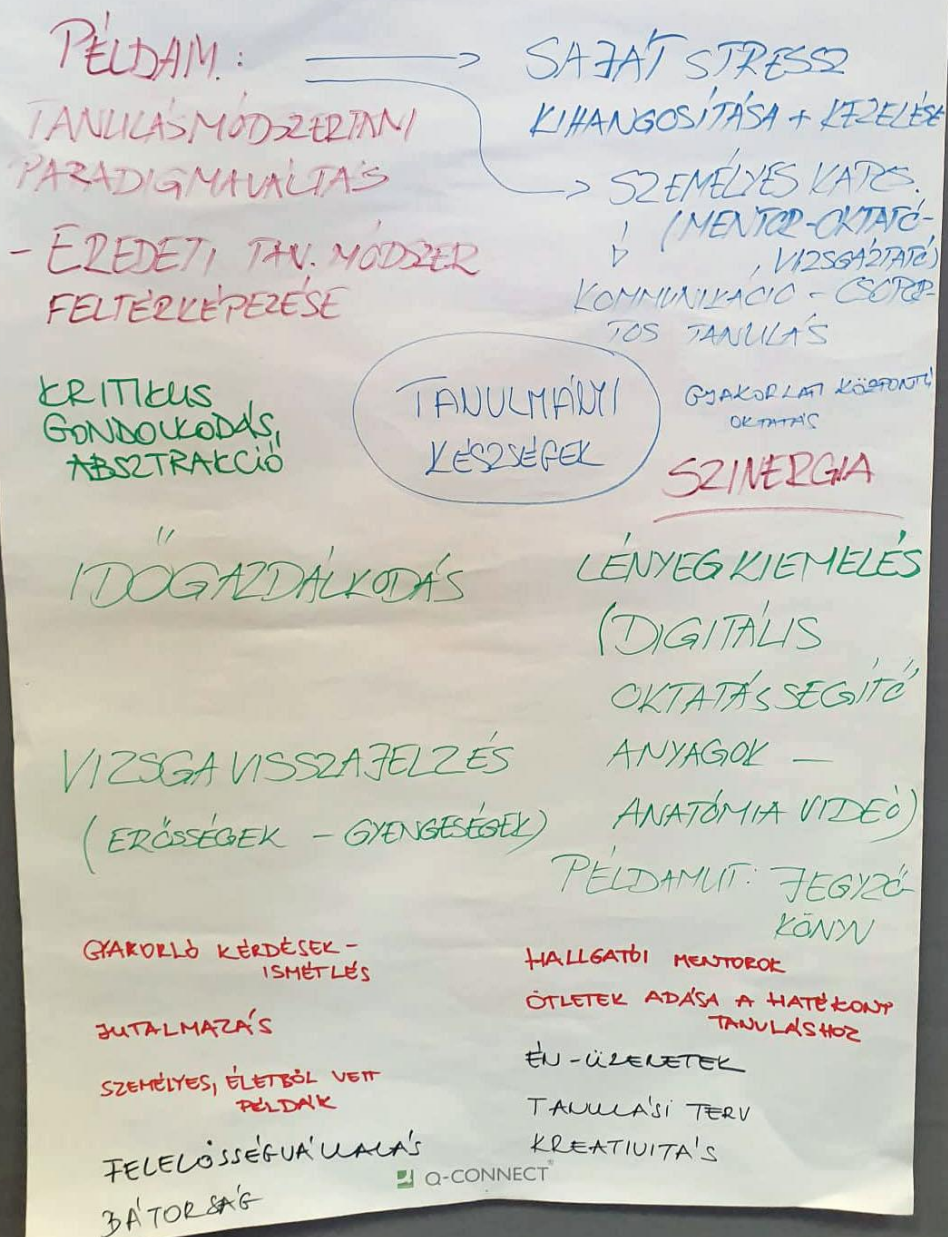 PÉLDAM.:
TANULÁSMÓDSZERTANI
PARADIGMAVÁLTÁS
- EREDETI TAN. MÓDSZER
FELTÉRKÉPEZÉSE
SAJÁT STRESSZ
KIHANGOSÍTÁSA + KEZELÉSE
SZEMÉLYES KAPCS.
(MENTOR-OKTATÓ-
, VIZSGÁZTATÓ)
KOMMUNIKÁCIÓ - CSOPOR-
TOS TANULÁS
KRITIKUS
GONDOLKODÁS,
ABSZTRAKCIÓ
TANULMÁNYI
KÉSZSÉGEK
GYAKORLAT KÖZPONTÚ
OKTATÁS
SZINERGIA
IDŐGAZDÁLKODÁS
LÉNYEGKIEMELÉS
(DIGITÁLIS
OKTATÁSSEGÍTŐ
ANYAGOK —
ANATÓMIA VIDEÓ)
PÉLDAMUT: JEGYZŐ-
KÖNYV
VIZSGA VISSZAJELZÉS
(ERŐSSÉGEK - GYENGESÉGEK)
GYAKORLÓ KÉRDÉSEK -
ISMÉTLÉS
JUTALMAZÁS
SZEMÉLYES, ÉLETBŐL VETT
PÉLDÁK
FELELŐSSÉGVÁLLALÁS
BÁTORSÁG
HALLGATÓI MENTOROK
ÖTLETEK ADÁSA A HATÉKONY
TANULÁSHOZ
ÉN-ÜZENETEK
TANULÁSI TERV
KREATIVITÁS
Q-CONNECT